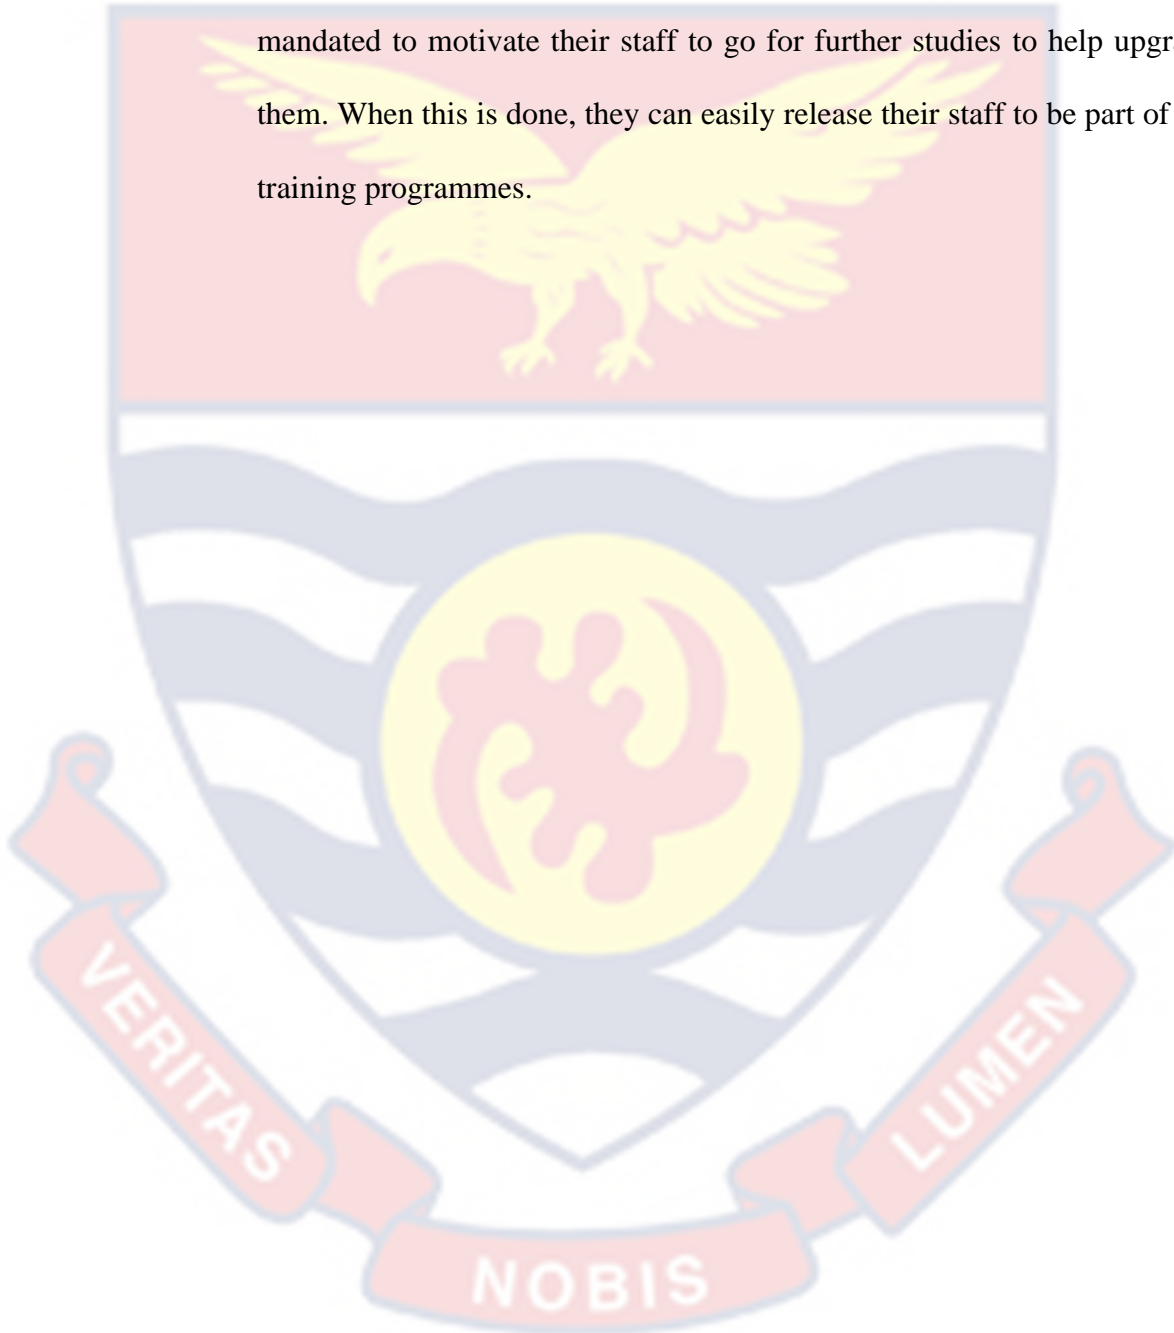 mandated to motivate their staff to go for further studies to help upgr
them. When this is done, they can easily release their staff to be part of
training programmes.
VERITAS
NOBIS
LUMEN